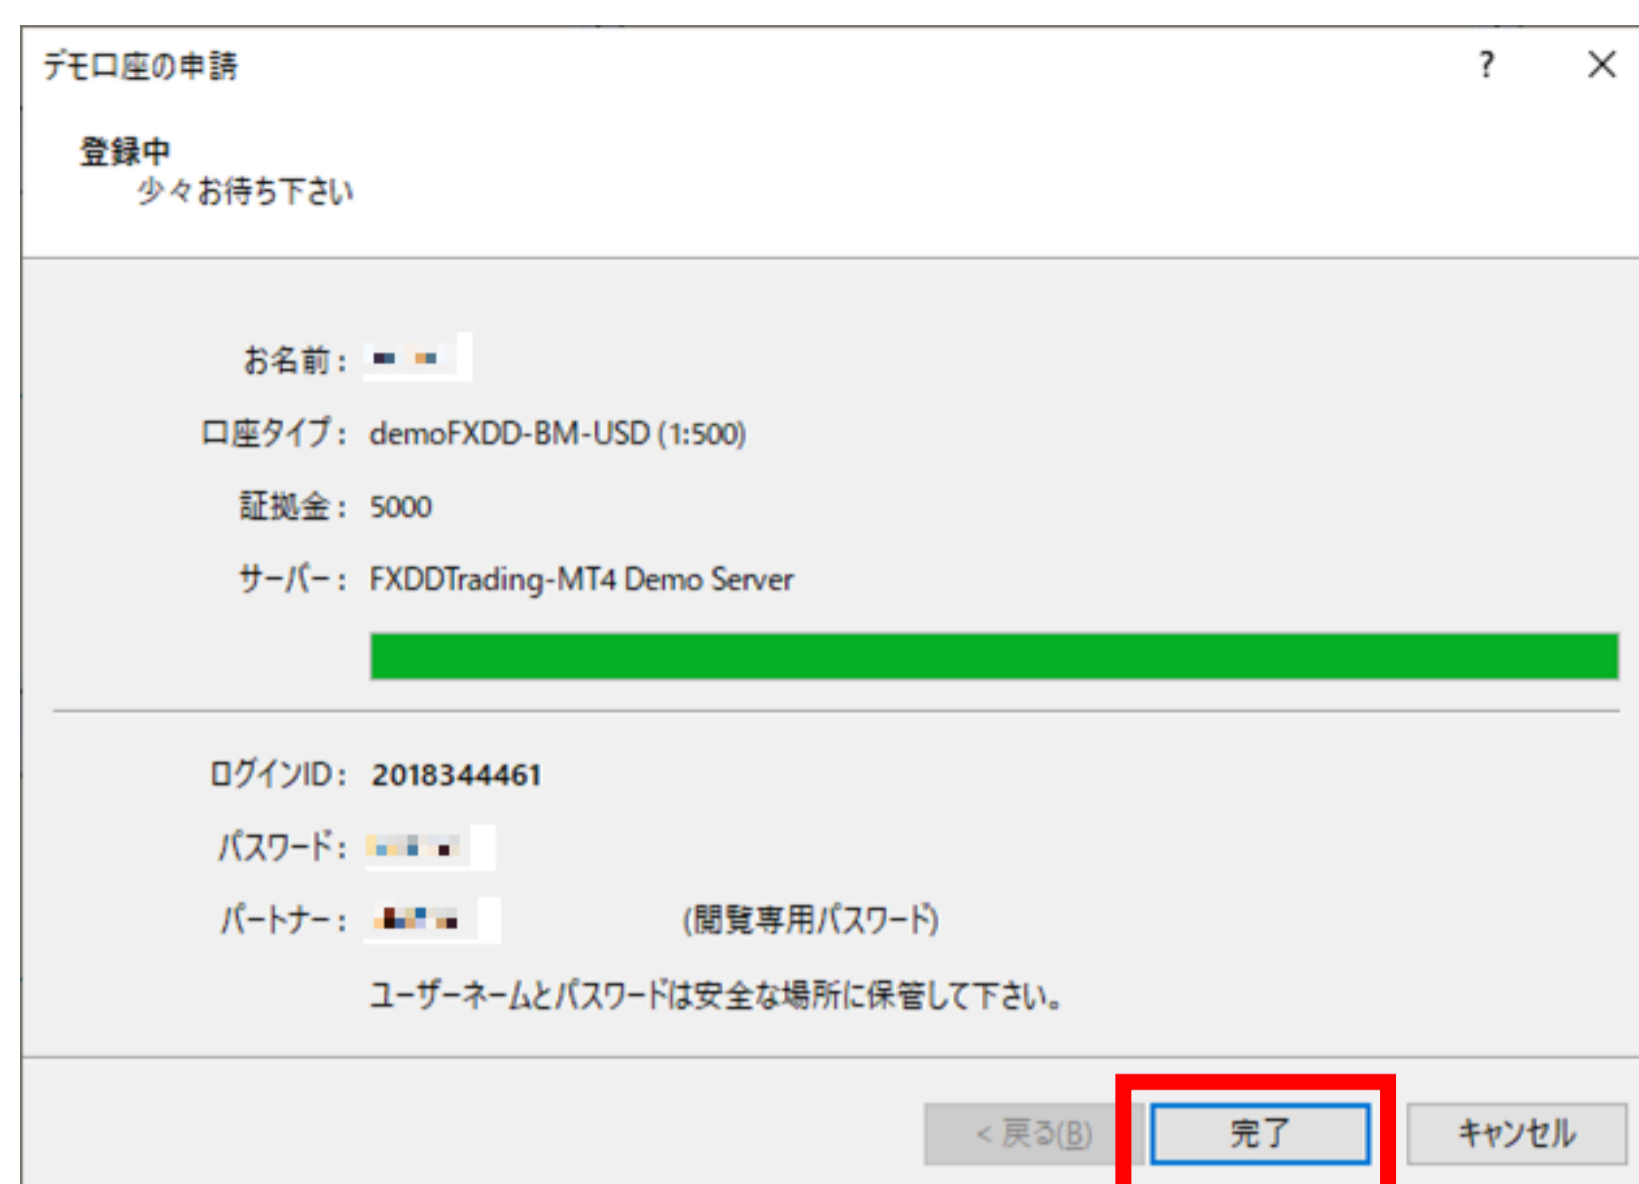 デモ口座の申請 ? ×
登録中
少々お待ち下さい
お名前:
口座タイプ: demoFXDD-BM-USD (1:500)
証拠金: 5000
サーバー: FXDDTrading-MT4 Demo Server
ログインID: 2018344461
パスワード:
パートナー: (閲覧専用パスワード)
ユーザーネームとパスワードは安全な場所に保管して下さい。
< 戻る(B) 完了 キャンセル